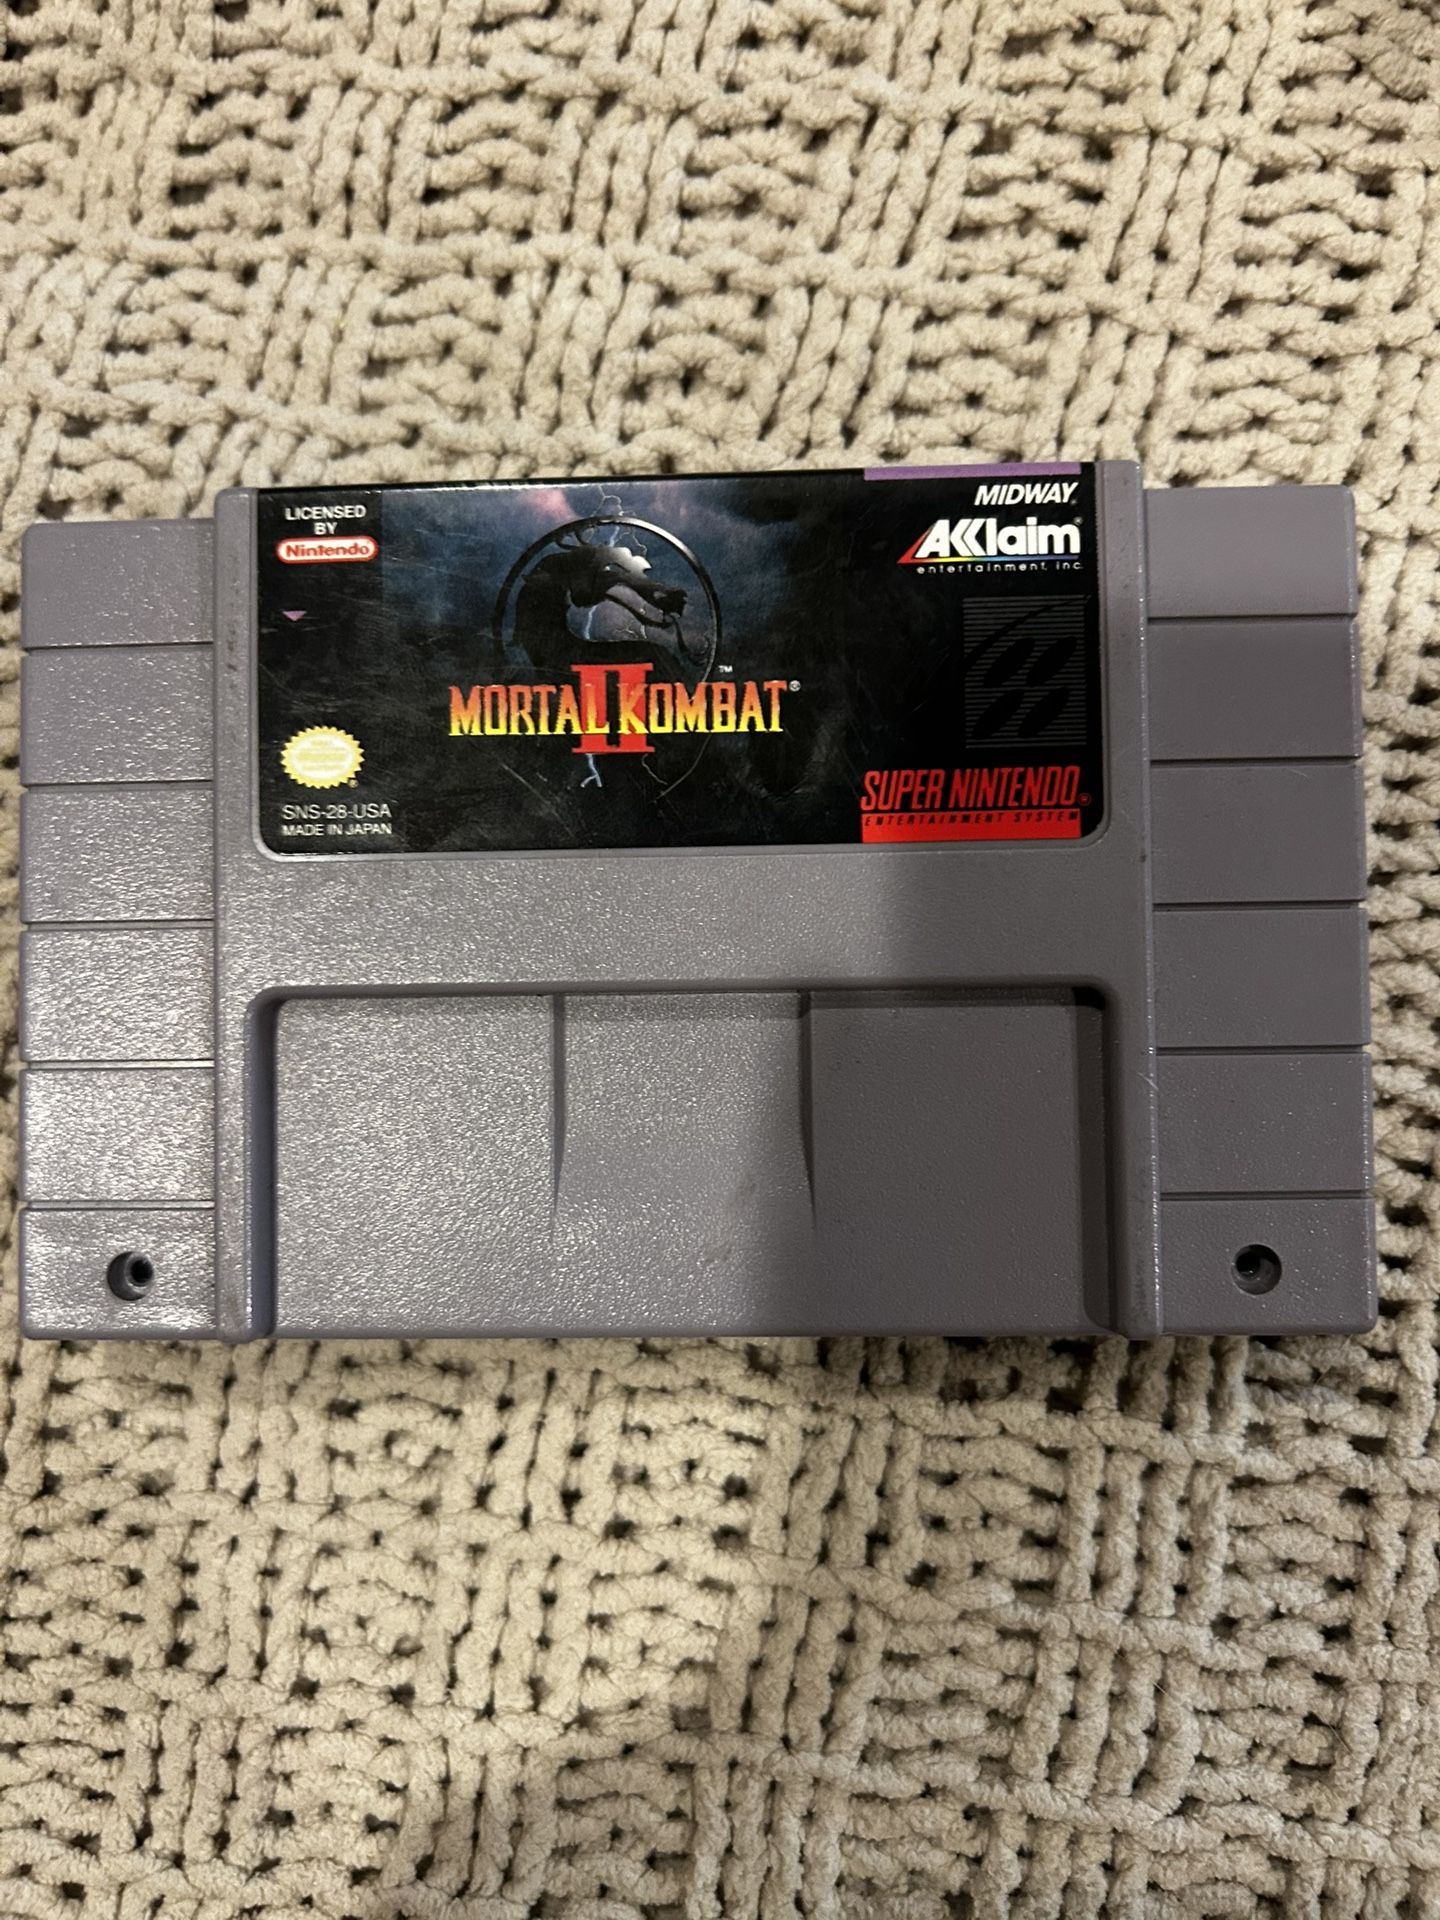 LICENSED
BY
Nintendo®
MIDWAY®
AKKlaim®
entertainment, inc.
II™
MORTAL KOMBAT®
SNS-28-USA
MADE IN JAPAN
SUPER NINTENDO®
ENTERTAINMENT SYSTEM